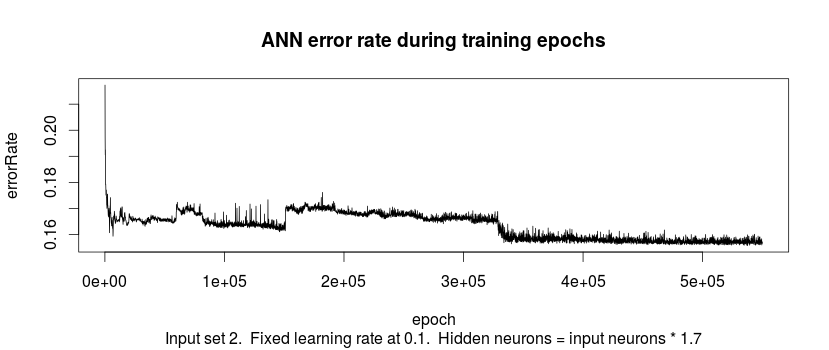 ANN error rate during training epochs
errorRate
0.20
0.18
0.16
0e+00 1e+05 2e+05 3e+05 4e+05 5e+05
epoch
Input set 2.  Fixed learning rate at 0.1.  Hidden neurons = input neurons * 1.7